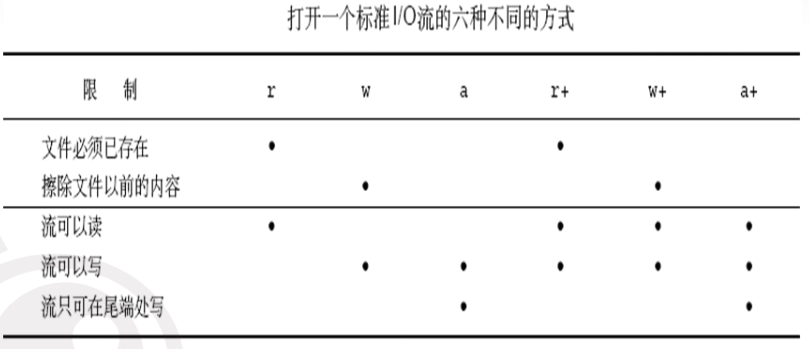 打开一个标准I/O流的六种不同的方式
限 制 r w a r+ w+ a+
文件必须已存在 • •
擦除文件以前的内容 • •
流可以读 • • • •
流可以写 • • • • •
流只可在尾端处写 • •